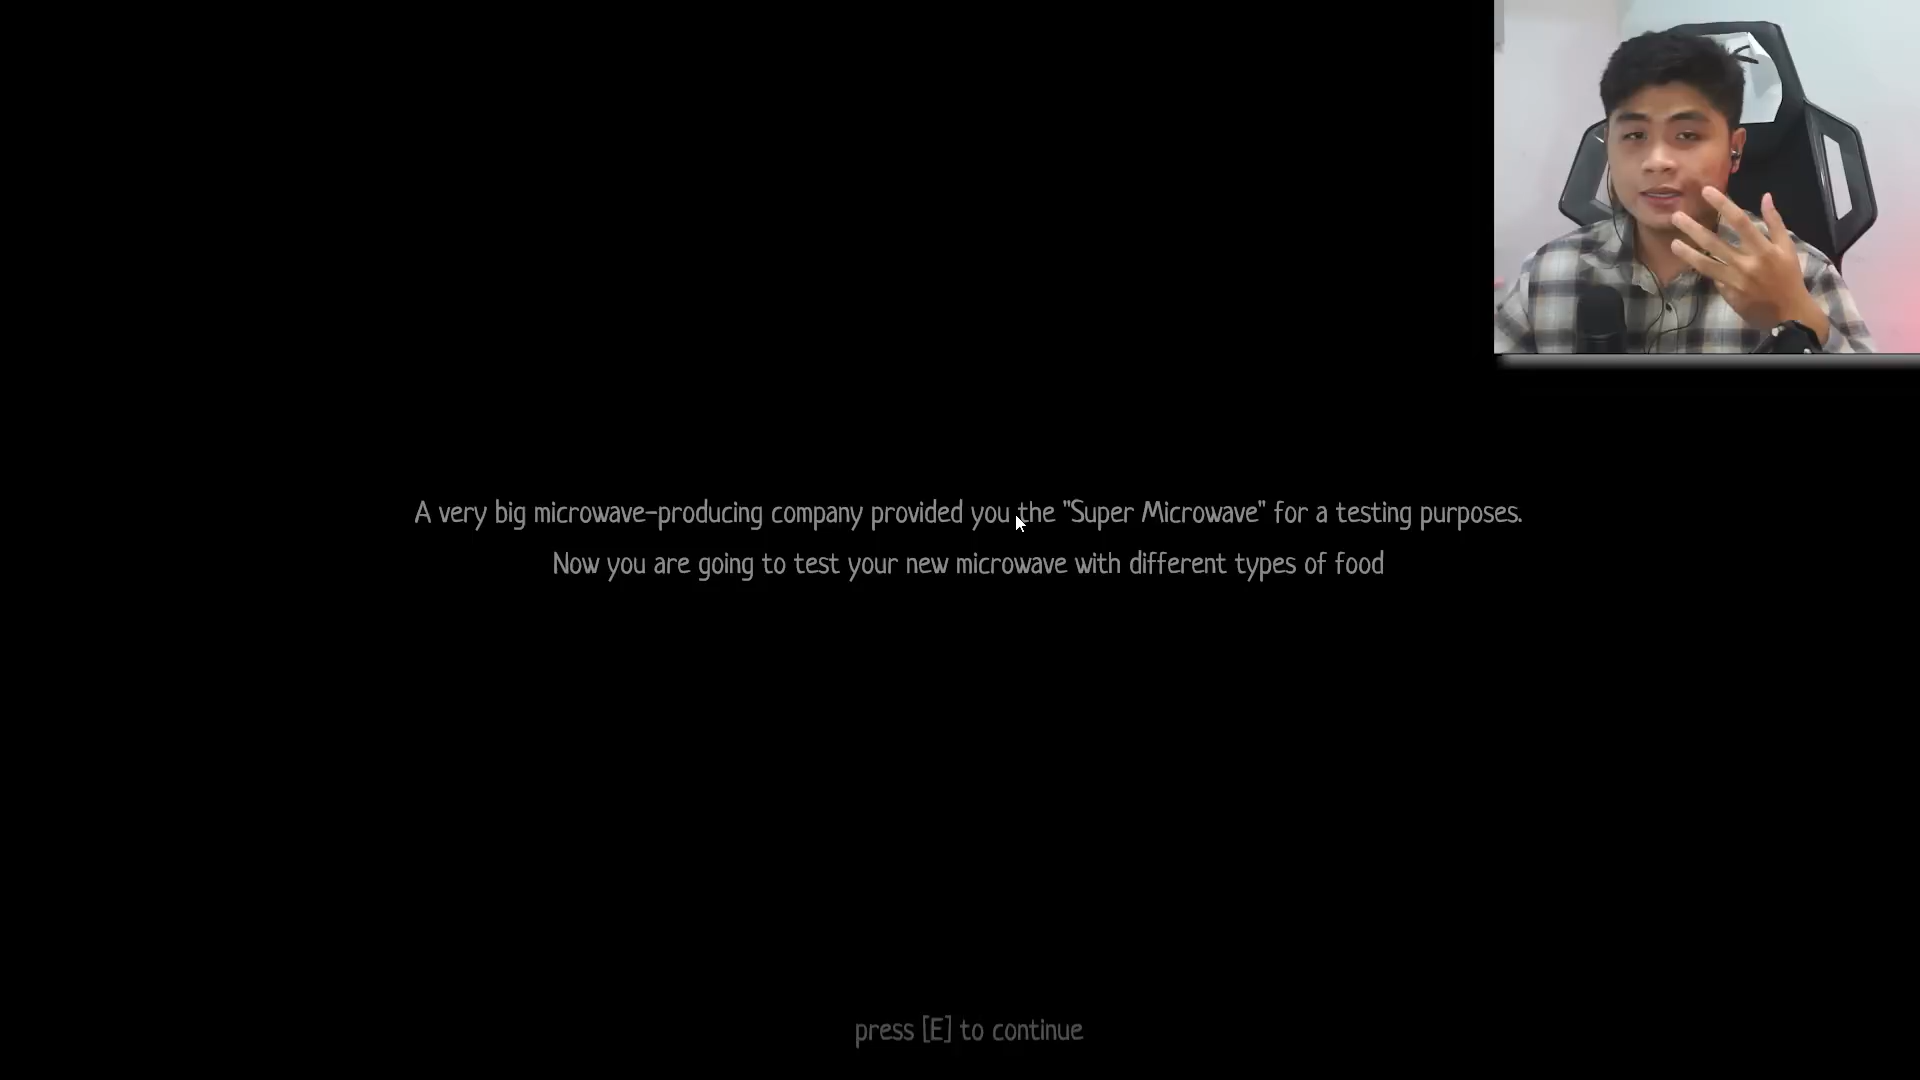 A very big microwave-producing company provided you the "Super Microwave" for a testing purposes.
Now you are going to test your new microwave with different types of food
press [E] to continue